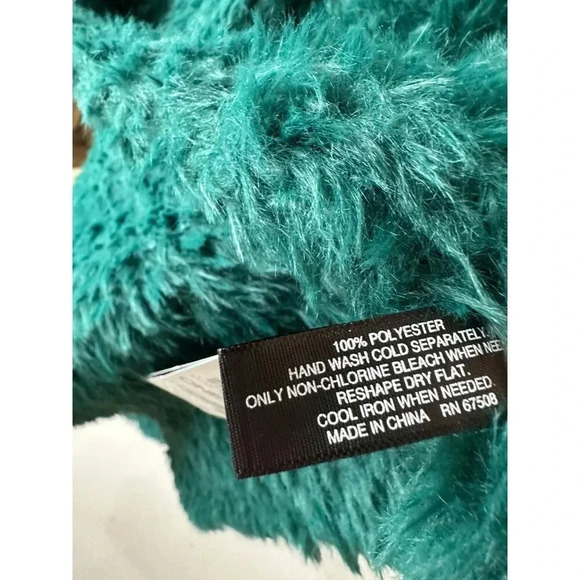 100% POLYESTER
HAND WASH COLD SEPARATELY.
ONLY NON-CHLORINE BLEACH WHEN NEE
RESHAPE DRY FLAT.
COOL IRON WHEN NEEDED.
MADE IN CHINA RN 67508